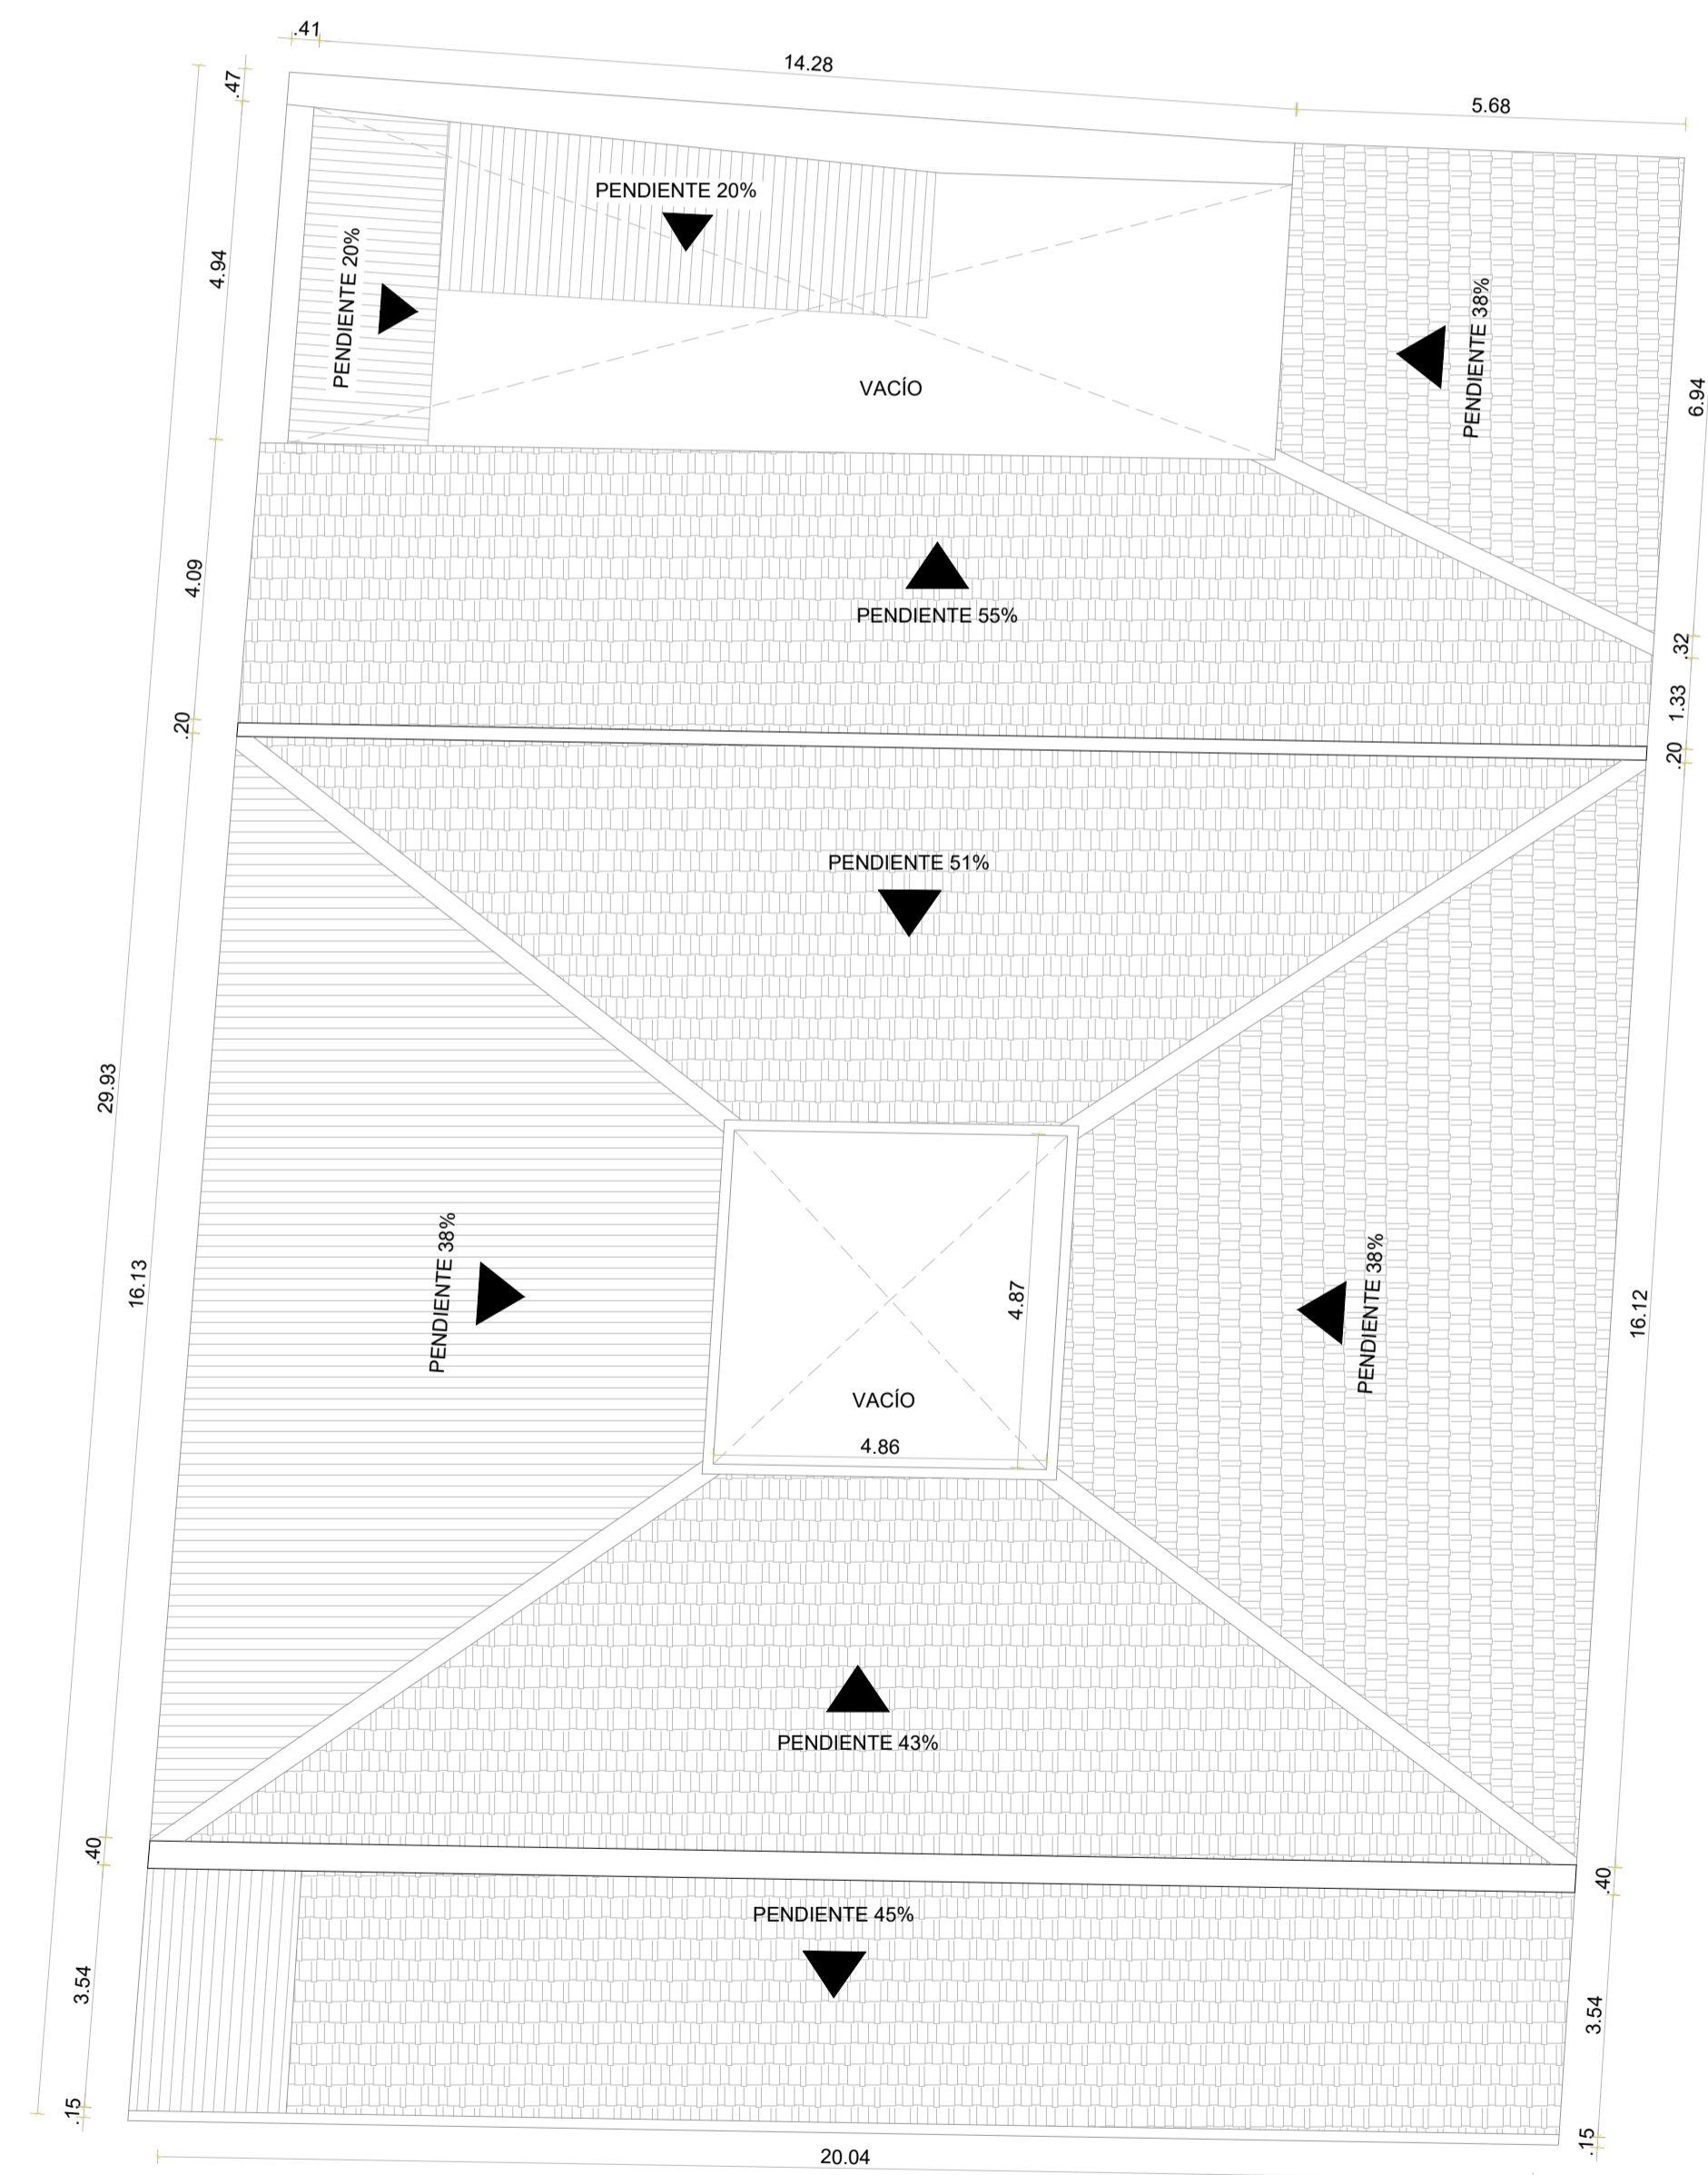 .41
14.28
5.68
.47
PENDIENTE 20%
PENDIENTE 20%
4.94
PENDIENTE 38%
VACÍO
6.94
4.09
PENDIENTE 55%
.32
1.33
.20
.20
PENDIENTE 51%
29.93
16.13
PENDIENTE 38%
4.87
PENDIENTE 38%
16.12
VACÍO
4.86
PENDIENTE 43%
.40
.40
PENDIENTE 45%
3.54
3.54
.15
.15
20.04